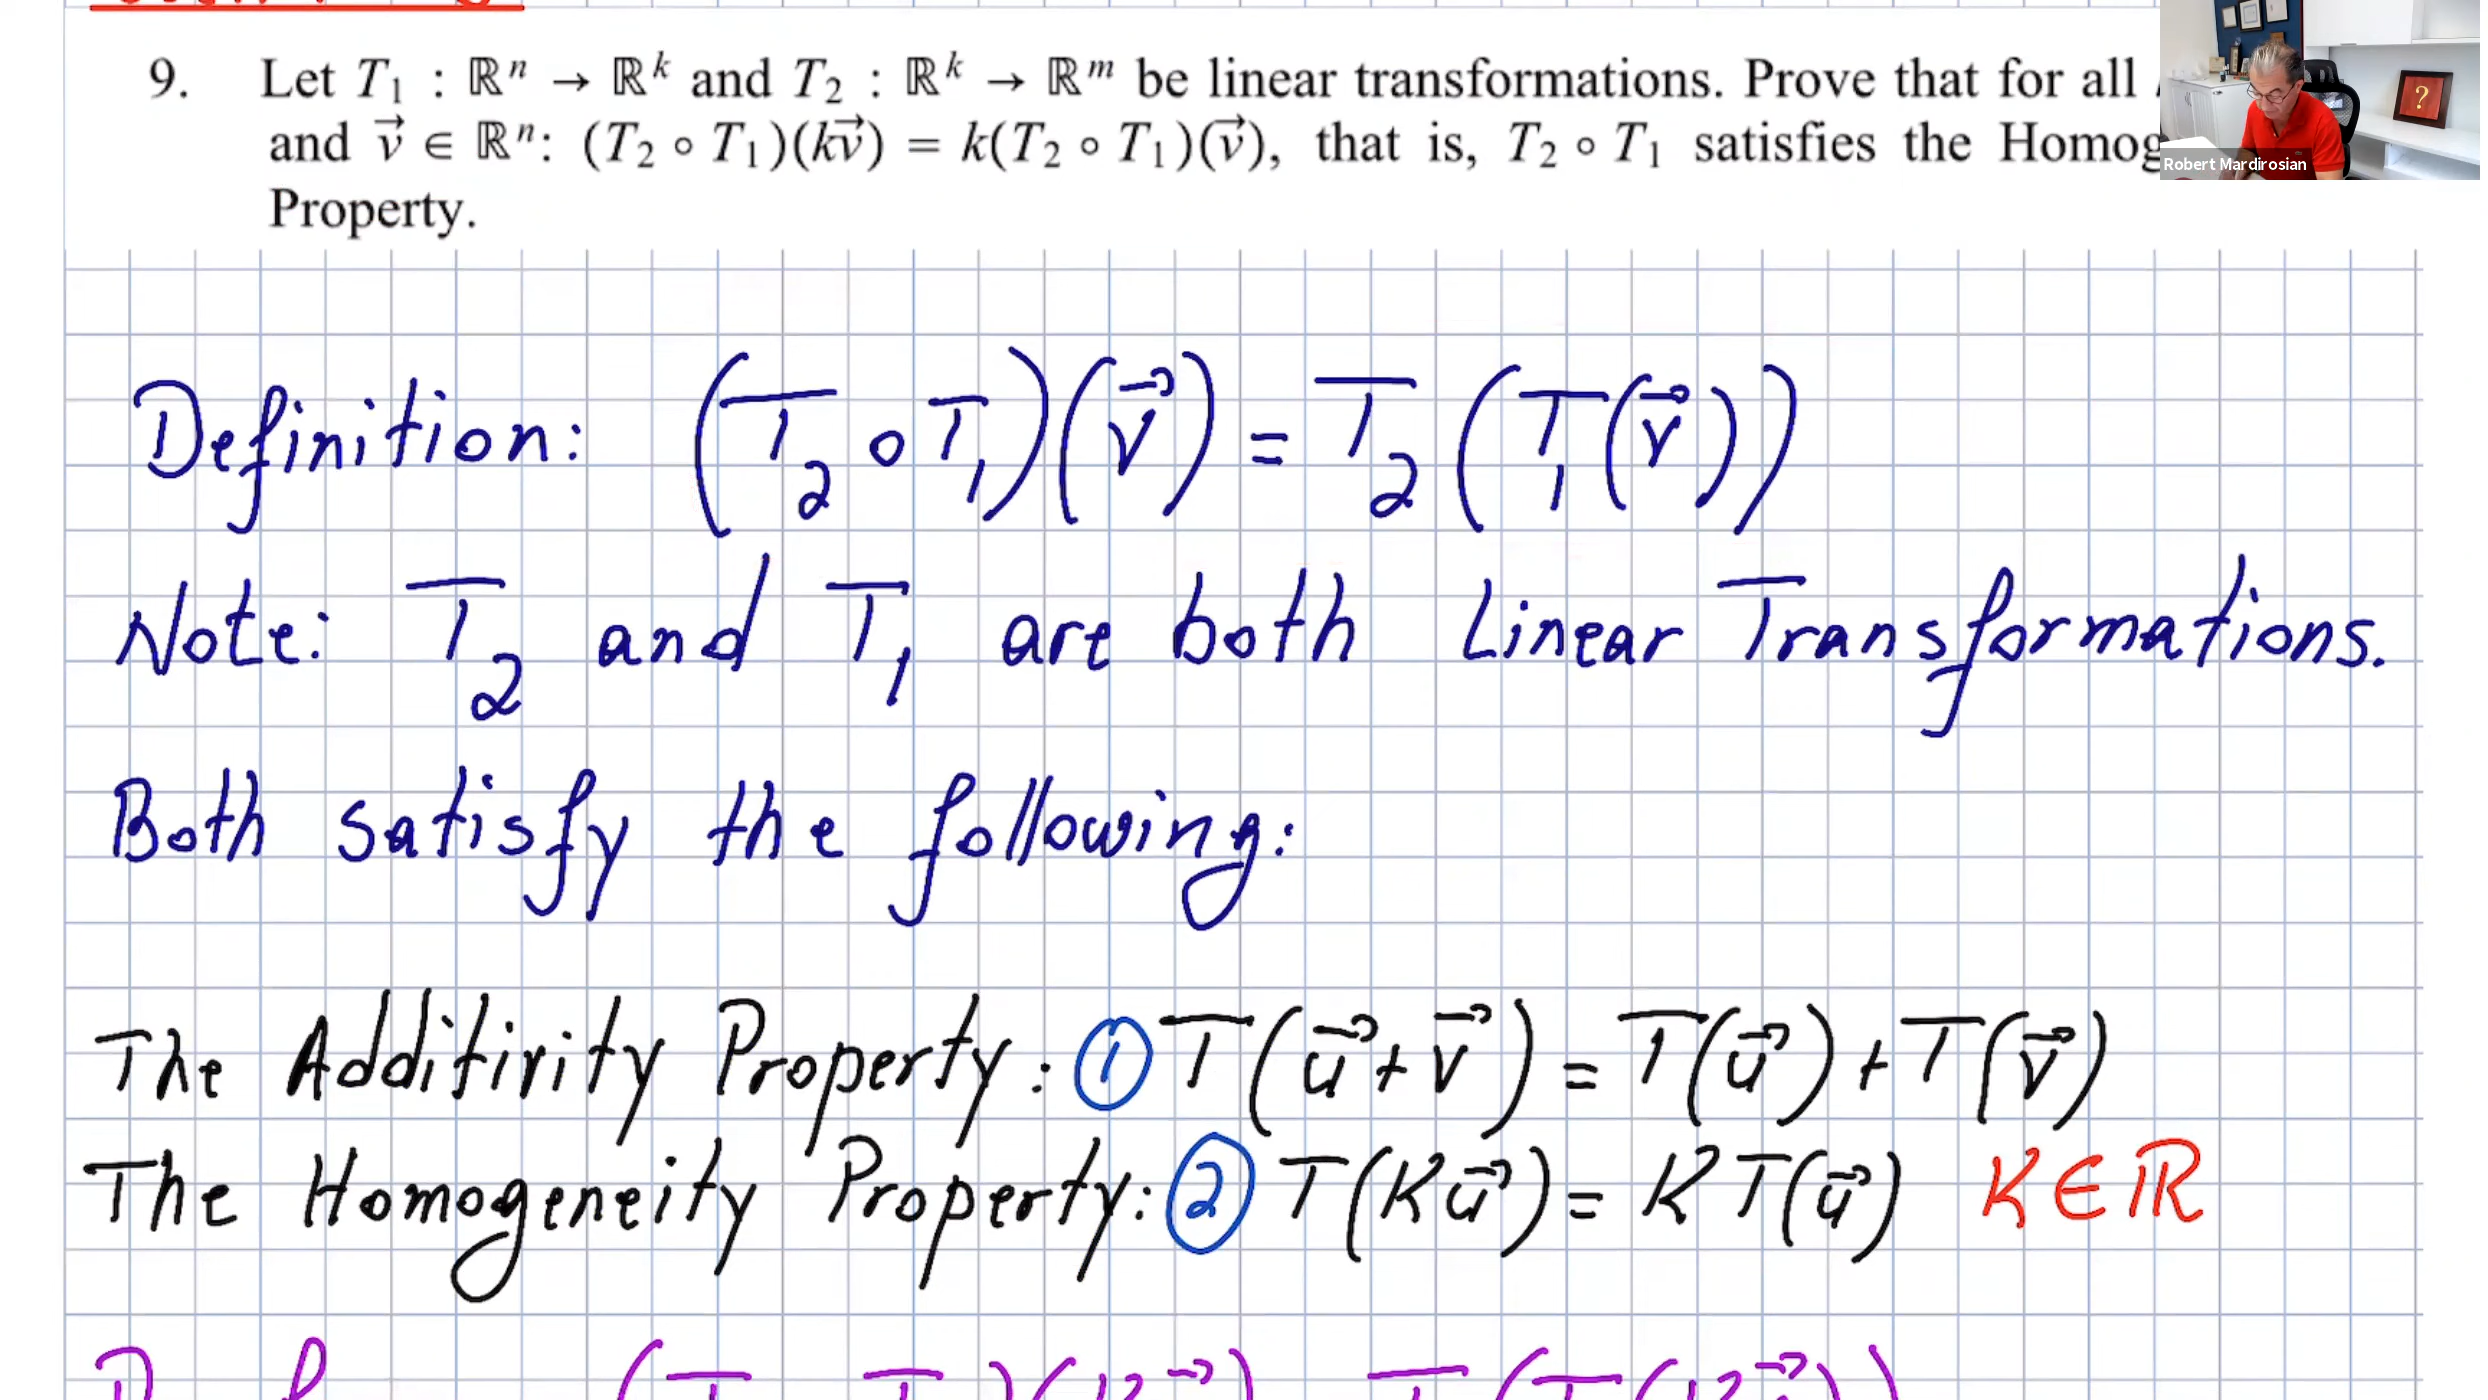 9. Let T₁ : ℝⁿ → ℝᵏ and T₂ : ℝᵏ → ℝᵐ be linear transformations. Prove that for all
and v⃗ ∈ ℝⁿ: (T₂ ∘ T₁)(kv⃗) = k(T₂ ∘ T₁)(v⃗), that is, T₂ ∘ T₁ satisfies the Homog
Property.
?
Robert Mardirosian
Definition: (T₂ ∘ T₁)(v⃗) = T₂(T₁(v⃗))
Note: T₂ and T₁ are both Linear Transformations.
Both satisfy the following:
The Additivity Property: ① T(u⃗ + v⃗) = T(u⃗) + T(v⃗)
The Homogeneity Property: ② T(Ku⃗) = KT(u⃗) K∈ℝ